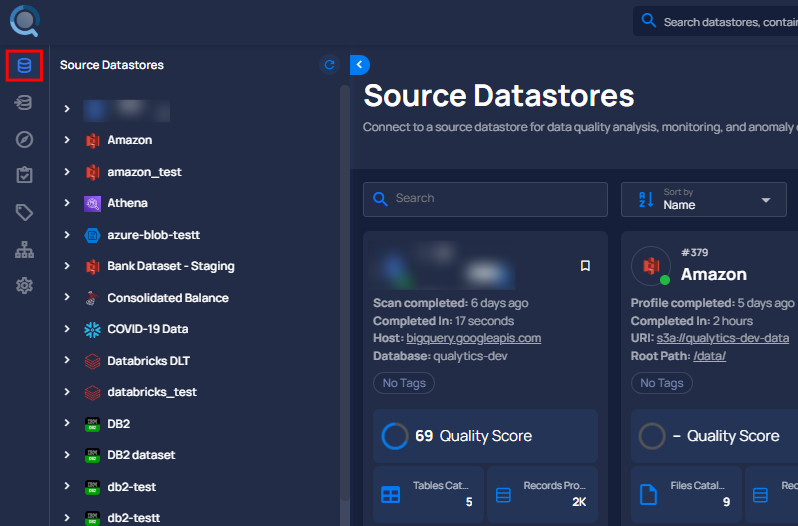 Search datastores, contain
Source Datastores
Amazon
amazon_test
Athena
azure-blob-testt
Bank Dataset - Staging
Consolidated Balance
COVID-19 Data
Databricks DLT
databricks_test
DB2
DB2 dataset
db2-test
db2-testt
Source Datastores
Connect to a source datastore for data quality analysis, monitoring, and anomaly
Search
Sort by
Name
Scan completed: 6 days ago
Completed In: 17 seconds
Host: bigquery.googleapis.com
Database: qualytics-dev
No Tags
69 Quality Score
Tables Cat...
5
Records Pro...
2K
#379
Amazon
Profile completed: 5 days ago
Completed In: 2 hours
URI: s3a://qualytics-dev-data
Root Path: /data/
No Tags
– Quality Score
Files Catal...
9
Rec